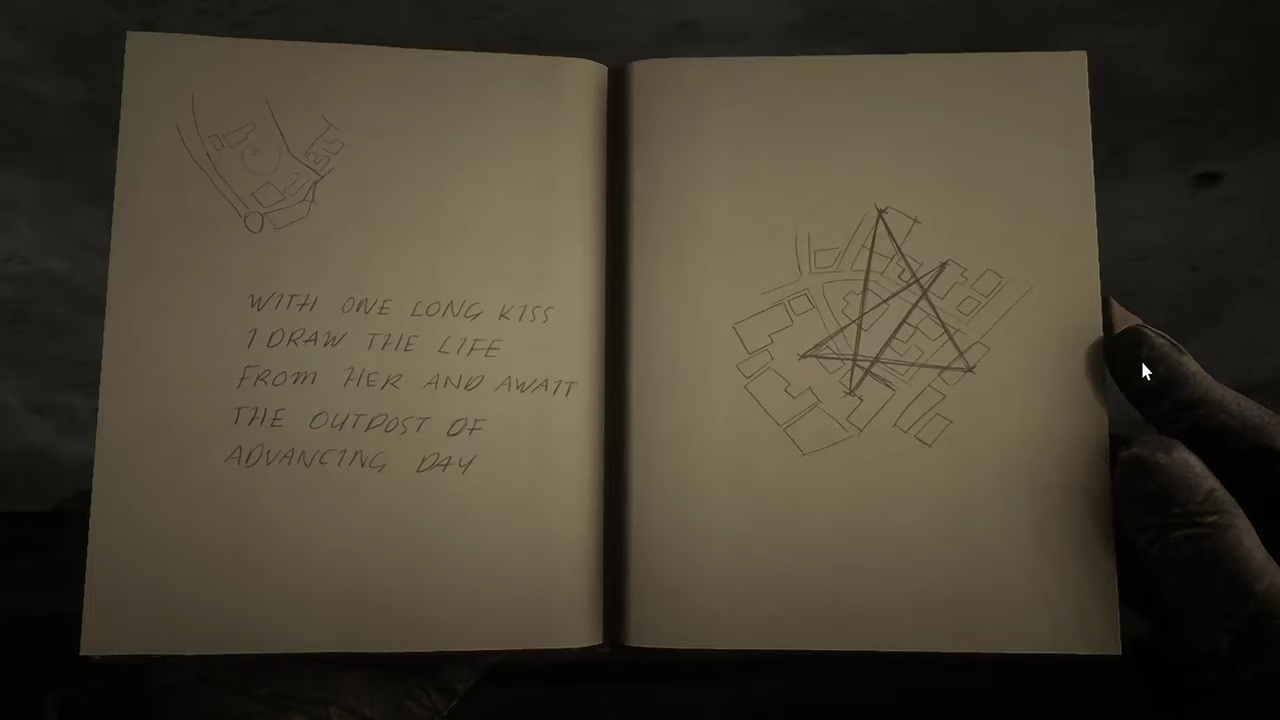 WITH ONE LONG KISS
I DRAW THE LIFE
FROM HER AND AWAIT
THE OUTPOST OF
ADVANCING DAY